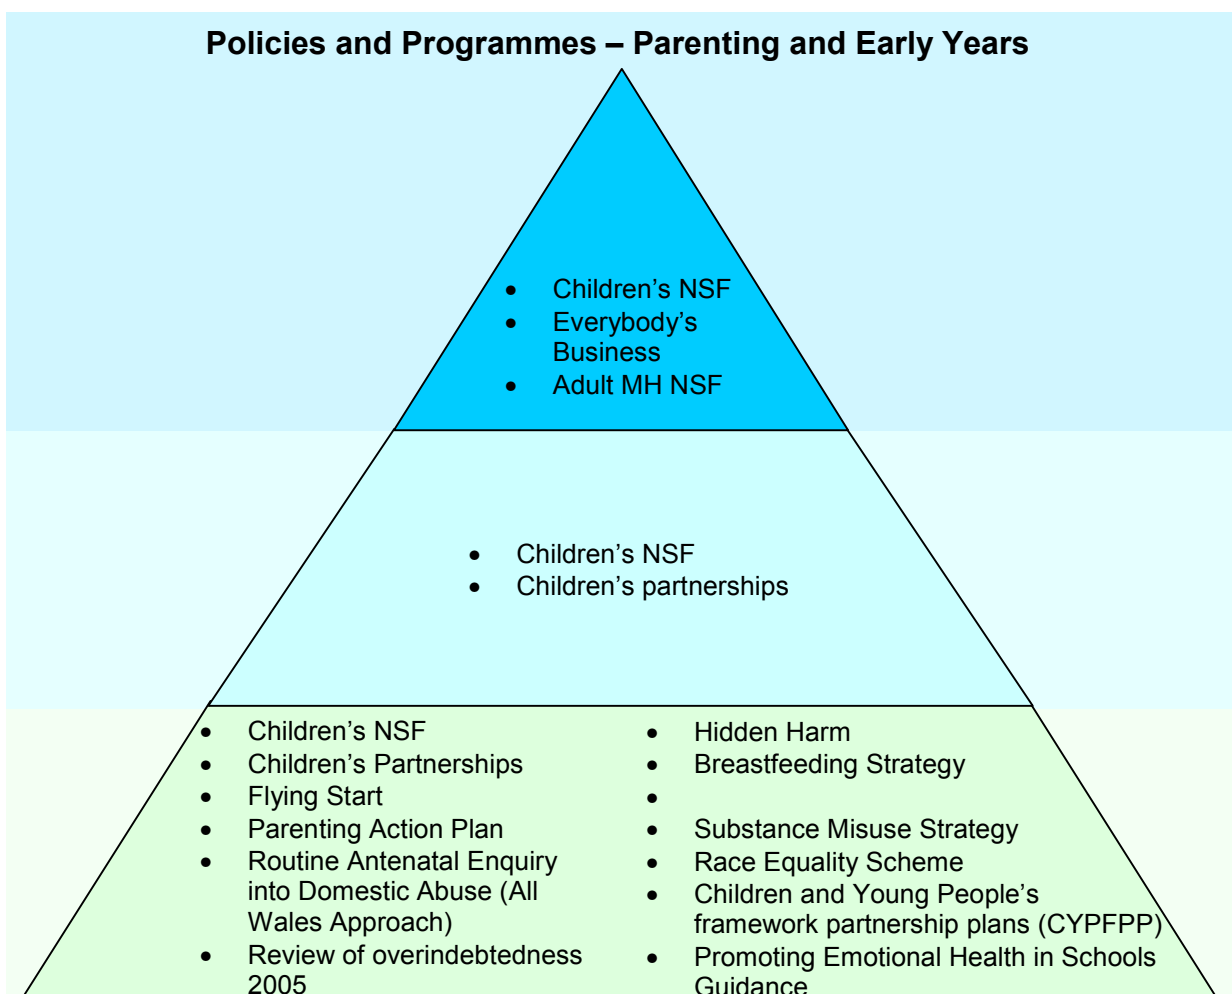 Policies and Programmes – Parenting and Early Years
• Children’s NSF
• Everybody’s
Business
• Adult MH NSF
• Children’s NSF
• Children’s partnerships
• Children’s NSF
• Children’s Partnerships
• Flying Start
• Parenting Action Plan
• Routine Antenatal Enquiry
into Domestic Abuse (All
Wales Approach)
• Review of overindebtedness
2005
• Hidden Harm
• Breastfeeding Strategy
•
• Substance Misuse Strategy
• Race Equality Scheme
• Children and Young People’s
framework partnership plans (CYPFPP)
• Promoting Emotional Health in Schools
Guidance